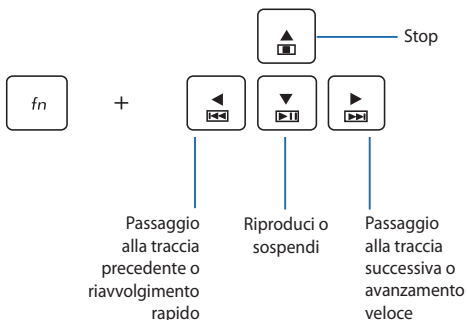 Stop
fn +
Passaggio
alla traccia
precedente o
riavvolgimento
rapido
Riproduci o
sospendi
Passaggio
alla traccia
successiva o
avanzamento
veloce